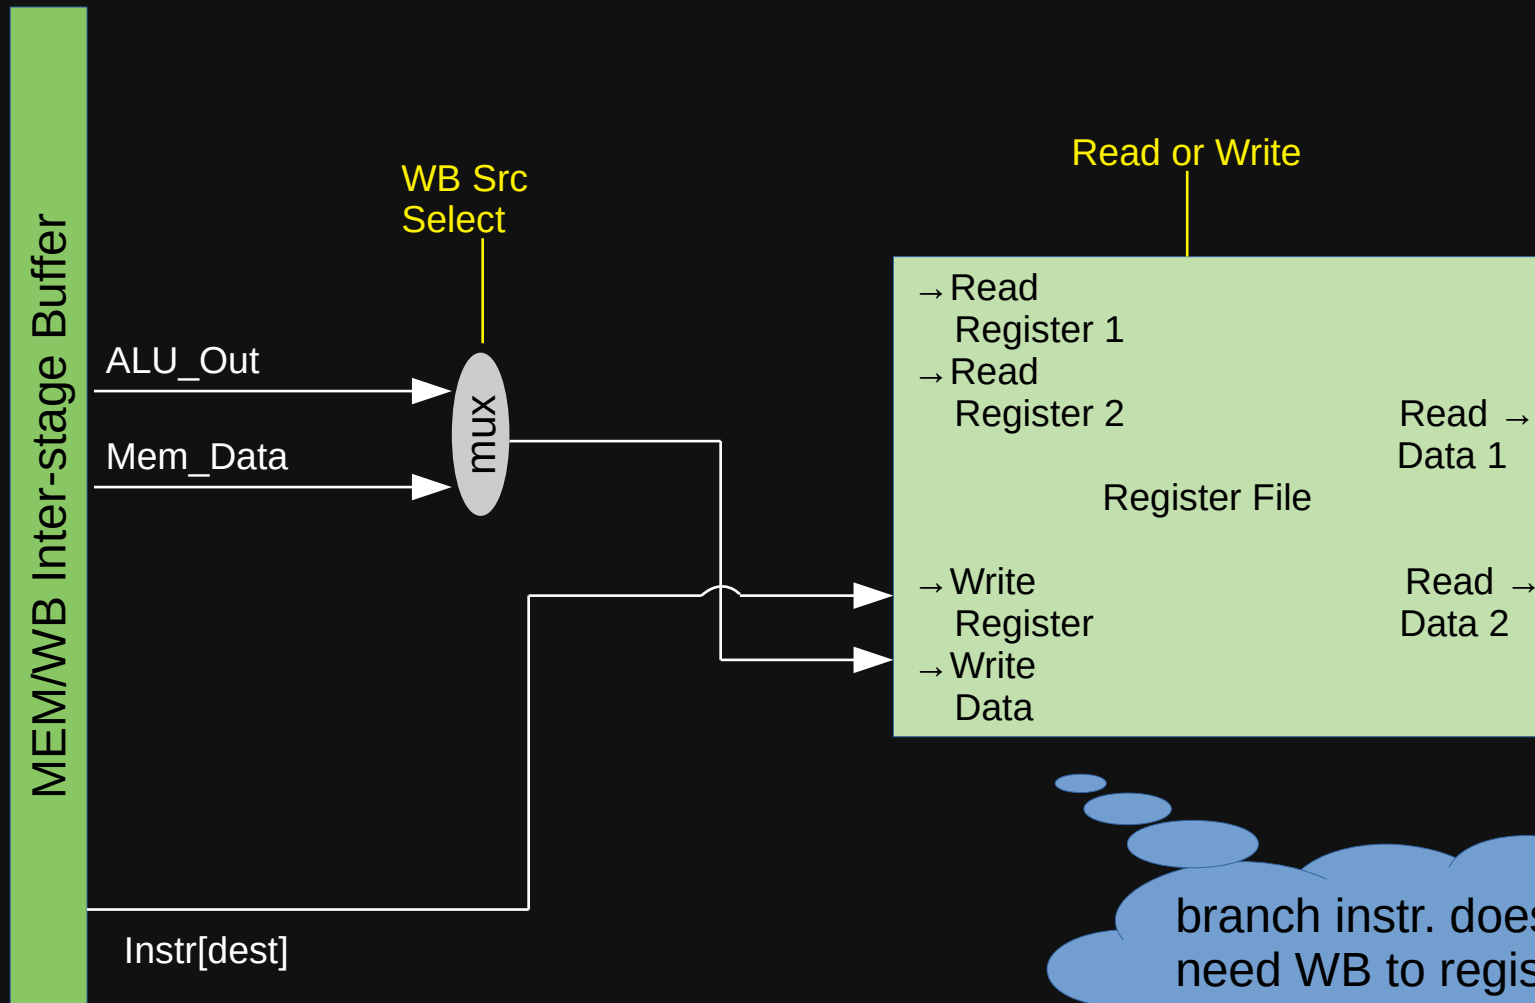 MEM/WB Inter-stage Buffer
WB Src
Select
Read or Write
ALU_Out
Mem_Data
mux
→Read
Register 1
→Read
Register 2
Read →
Data 1
Register File
→Write
Register
→Write
Data
Read →
Data 2
Instr[dest]
branch instr. does
need WB to regis